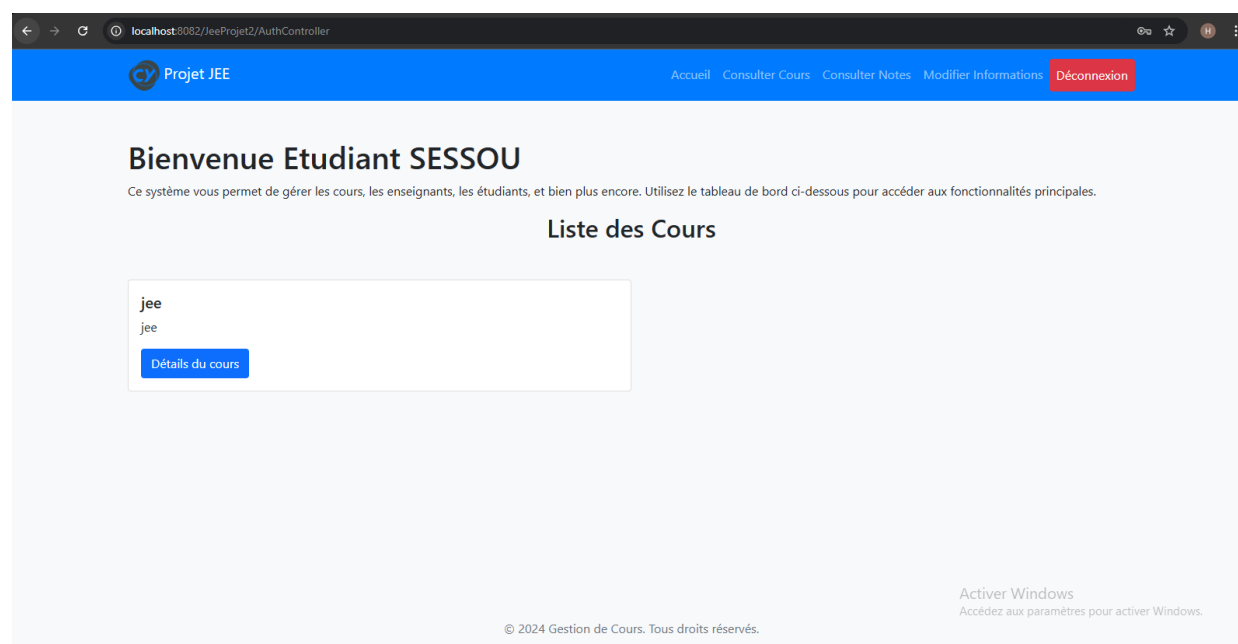 localhost:8082/JeeProjet2/AuthController
H
CY Projet JEE
Accueil Consulter Cours Consulter Notes Modifier Informations Déconnexion
Bienvenue Etudiant SESSOU
Ce système vous permet de gérer les cours, les enseignants, les étudiants, et bien plus encore. Utilisez le tableau de bord ci-dessous pour accéder aux fonctionnalités principales.
Liste des Cours
jee
jee
Détails du cours
Activer Windows
Accédez aux paramètres pour activer Windows.
© 2024 Gestion de Cours. Tous droits réservés.